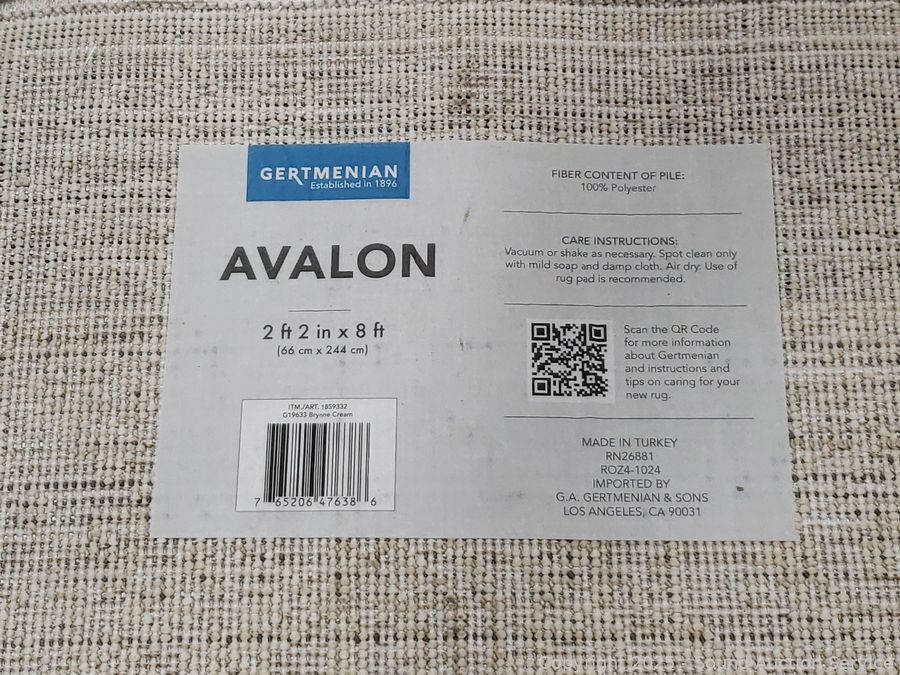 GERTMENIAN
Established in 1896
AVALON
2 ft 2 in x 8 ft
(66 cm x 244 cm)
ITM./ART. 1859332
G19633 Brynne Cream
7 65206 47638 6
FIBER CONTENT OF PILE:
100% Polyester
CARE INSTRUCTIONS:
Vacuum or shake as necessary. Spot clean only
with mild soap and damp cloth. Air dry. Use of
rug pad is recommended.
Scan the QR Code
for more information
about Gertmenian
and instructions and
tips on caring for your
new rug.
MADE IN TURKEY
RN26881
ROZ4-1024
IMPORTED BY
G.A. GERTMENIAN & SONS
LOS ANGELES, CA 90031
Copyright 2025 - Sound Auction Service